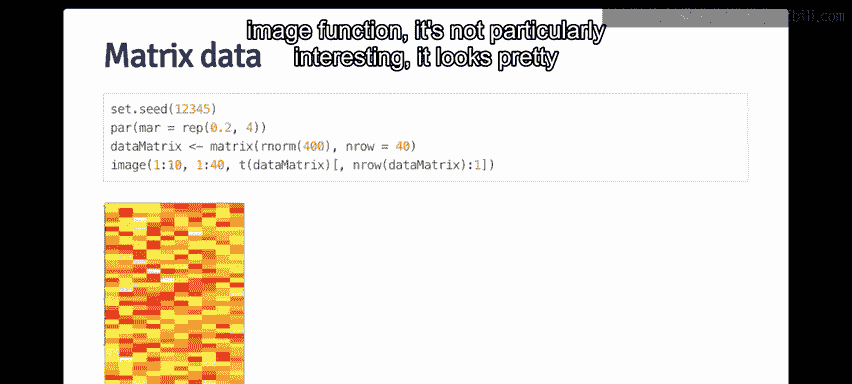 image function, it's not particularly
interesting, it looks pretty
Matrix data
set.seed(12345)
par(mar = rep(0.2, 4))
dataMatrix <- matrix(rnorm(400), nrow = 40)
image(1:10, 1:40, t(dataMatrix)[, nrow(dataMatrix):1])